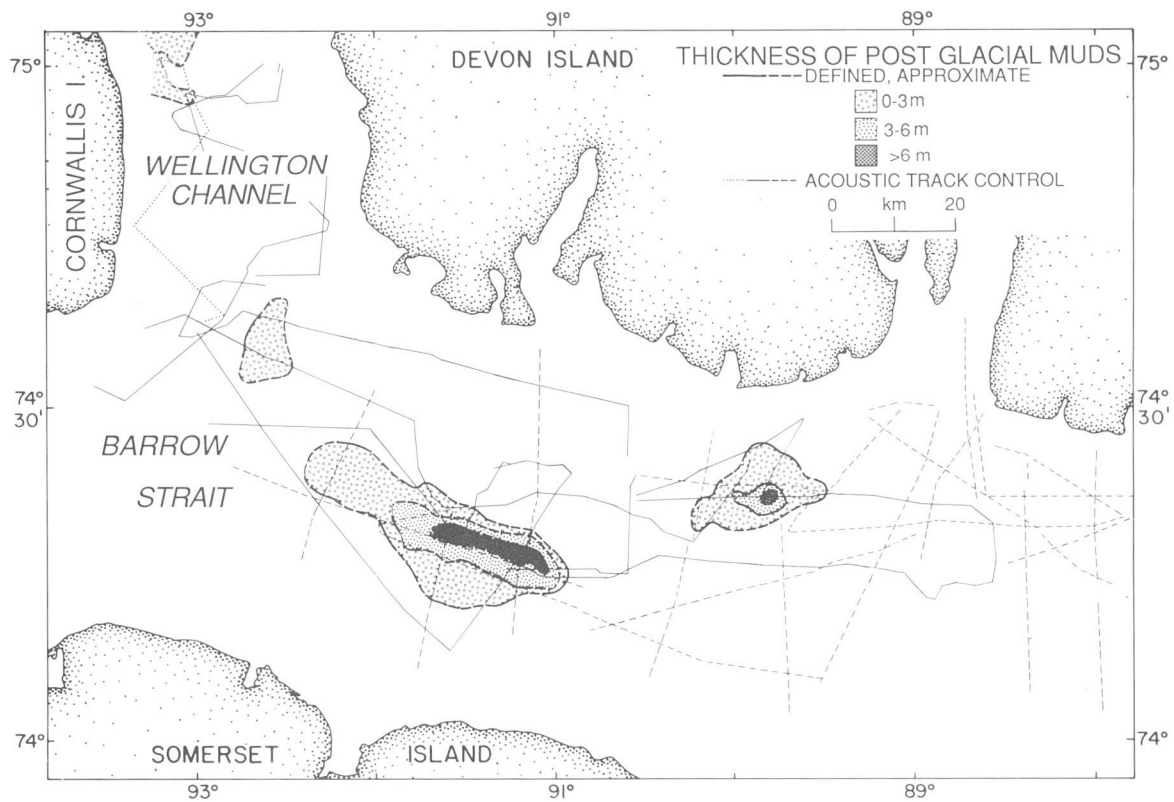 93°
91°
89°
75°
CORNWALLIS I.
DEVON ISLAND
THICKNESS OF POST GLACIAL MUDS
DEFINED, APPROXIMATE
0-3m
3-6 m
>6 m
ACOUSTIC TRACK CONTROL
0 km 20
75°
WELLINGTON
CHANNEL
74°
30'
74°
30'
BARROW
STRAIT
74°
SOMERSET ISLAND
74°
93°
91°
89°